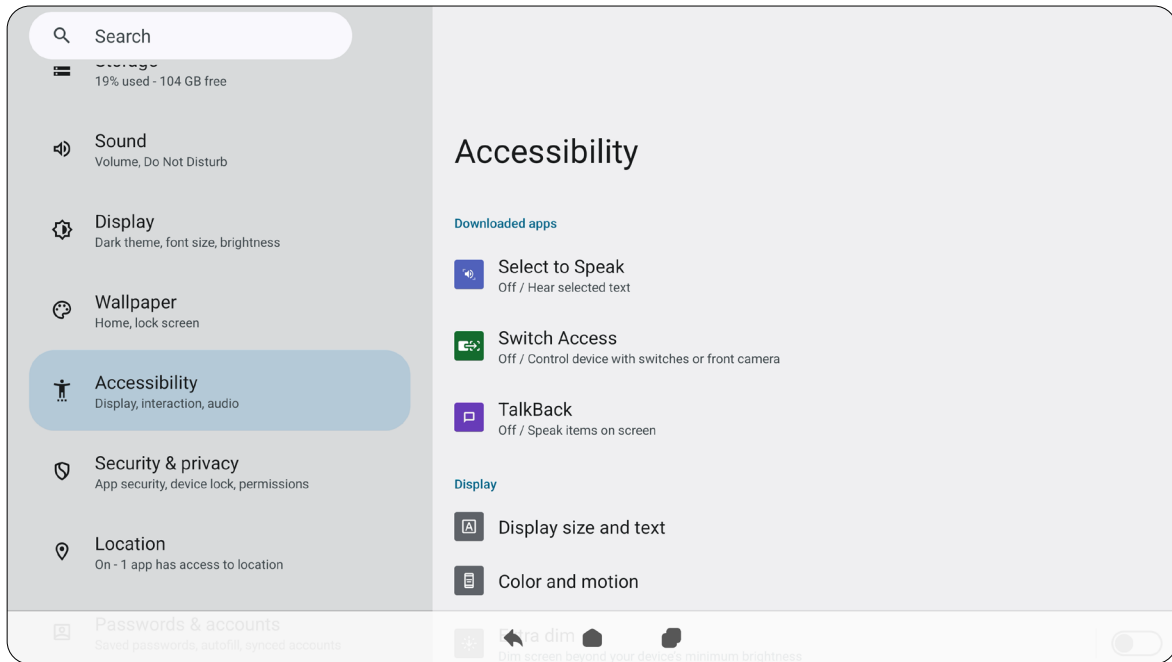 Search
Storage
19% used - 104 GB free
Sound
Volume, Do Not Disturb
Display
Dark theme, font size, brightness
Wallpaper
Home, lock screen
Accessibility
Display, interaction, audio
Security & privacy
App security, device lock, permissions
Location
On - 1 app has access to location
Passwords & accounts
Saved passwords, autofill, synced accounts
Accessibility
Downloaded apps
Select to Speak
Off / Hear selected text
Switch Access
Off / Control device with switches or front camera
TalkBack
Off / Speak items on screen
Display
Display size and text
Color and motion
Extra dim
Dim screen beyond your device's minimum brightness